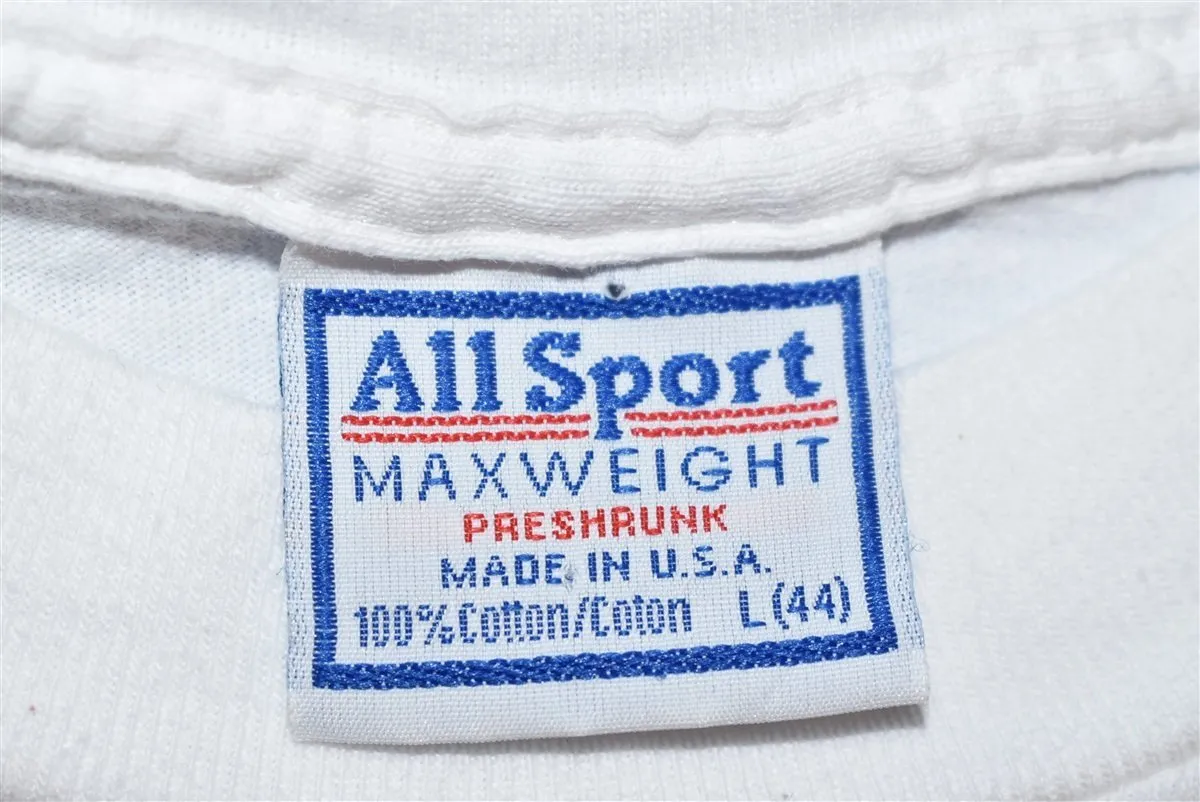 All Sport
MAXWEIGHT
PRESHRUNK
MADE IN U.S.A.
100% Cotton/Coton L(44)